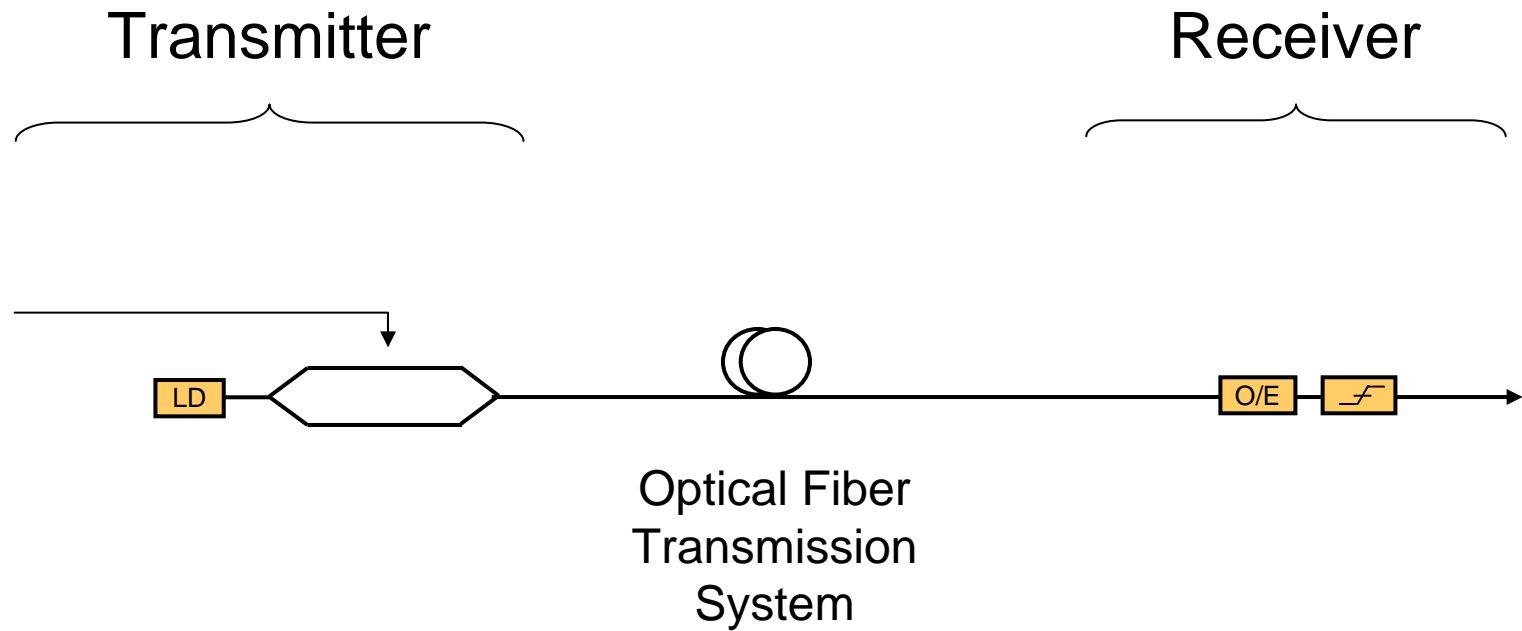 Transmitter
Receiver
LD
O/E
Optical Fiber
Transmission
System